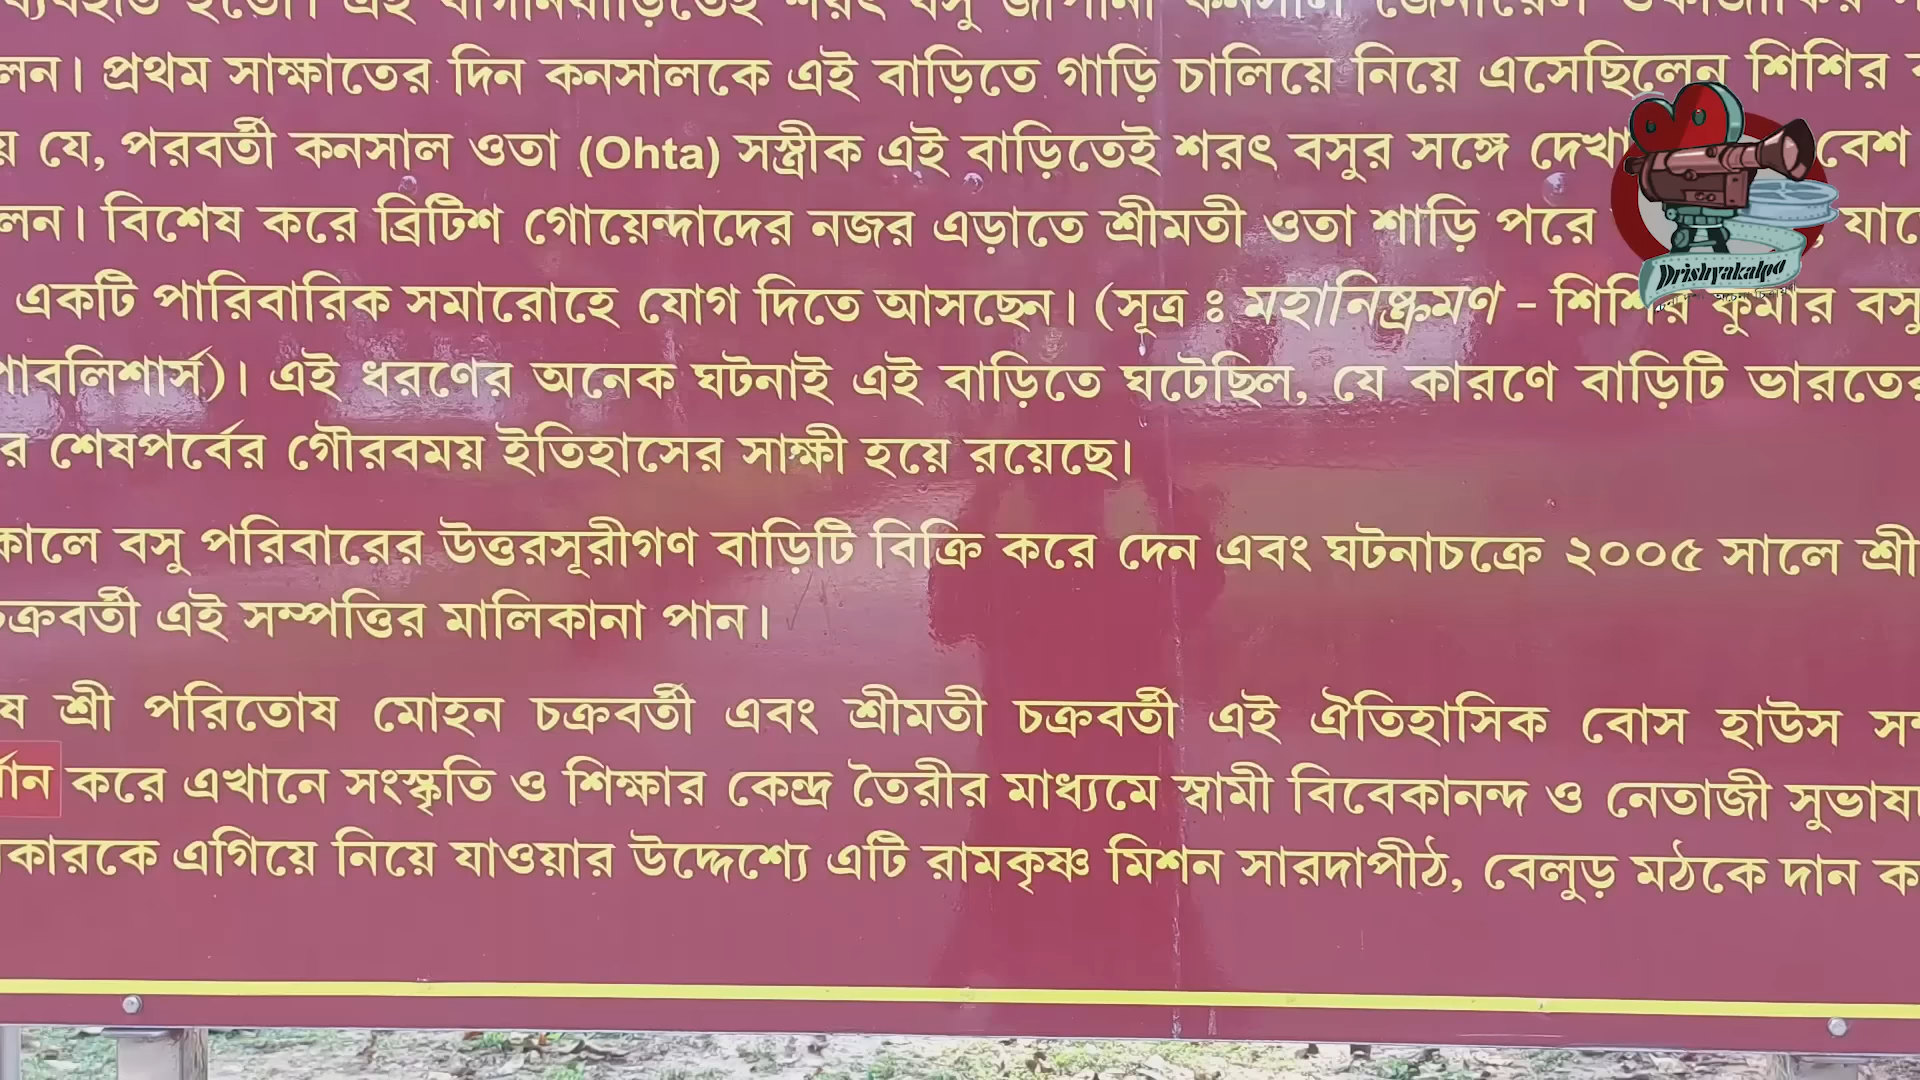 হতো। এই বাগানবাড়িতেই শরৎ বসু জাপানী কনসাল জেনারেল
লেন। প্রথম সাক্ষাতের দিন কনসালকে এই বাড়িতে গাড়ি চালিয়ে নিয়ে এসেছিলেন শিশির
যে, পরবর্তী কনসাল ওতা (Ohta) সস্ত্রীক এই বাড়িতেই শরৎ বসুর সঙ্গে দেখা বেশ
লেন। বিশেষ করে ব্রিটিশ গোয়েন্দাদের নজর এড়াতে শ্রীমতী ওতা শাড়ি পরে
একটি পারিবারিক সমারোহে যোগ দিতে আসছেন। (সূত্র ঃ মহানিষ্ক্রমণ - শিশির কুমার বসু
পাবলিশার্স)। এই ধরণের অনেক ঘটনাই এই বাড়িতে ঘটেছিল, যে কারণে বাড়িটি ভারতের
র শেষপর্বের গৌরবময় ইতিহাসের সাক্ষী হয়ে রয়েছে।
কালে বসু পরিবারের উত্তরসূরীগণ বাড়িটি বিক্রি করে দেন এবং ঘটনাচক্রে ২০০৫ সালে শ্রী
চক্রবর্তী এই সম্পত্তির মালিকানা পান।
ষ শ্রী পরিতোষ মোহন চক্রবর্তী এবং শ্রীমতী চক্রবর্তী এই ঐতিহাসিক বোস হাউস
করে এখানে সংস্কৃতি ও শিক্ষার কেন্দ্র তৈরীর মাধ্যমে স্বামী বিবেকানন্দ ও নেতাজী সুভাষ
কারকে এগিয়ে নিয়ে যাওয়ার উদ্দেশ্যে এটি রামকৃষ্ণ মিশন সারদাপীঠ, বেলুড় মঠকে দান ক
Drishyakalpa